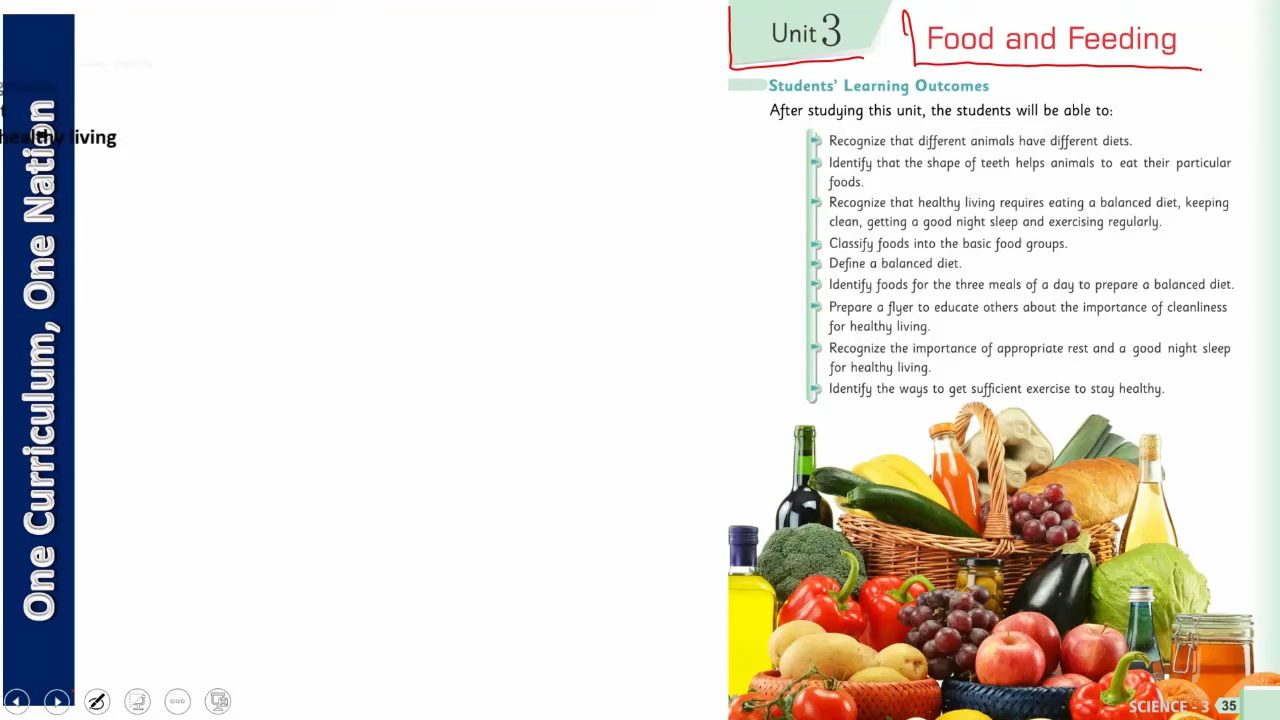 One Curriculum, One Nation
healthy living
Unit 3
Food and Feeding
Students' Learning Outcomes
After studying this unit, the students will be able to:
Recognize that different animals have different diets.
Identify that the shape of teeth helps animals to eat their particular
foods.
Recognize that healthy living requires eating a balanced diet, keeping
clean, getting a good night sleep and exercising regularly.
Classify foods into the basic food groups.
Define a balanced diet.
Identify foods for the three meals of a day to prepare a balanced diet.
Prepare a flyer to educate others about the importance of cleanliness
for healthy living.
Recognize the importance of appropriate rest and a good night sleep
for healthy living.
Identify the ways to get sufficient exercise to stay healthy.
SCIENCE - 3 35